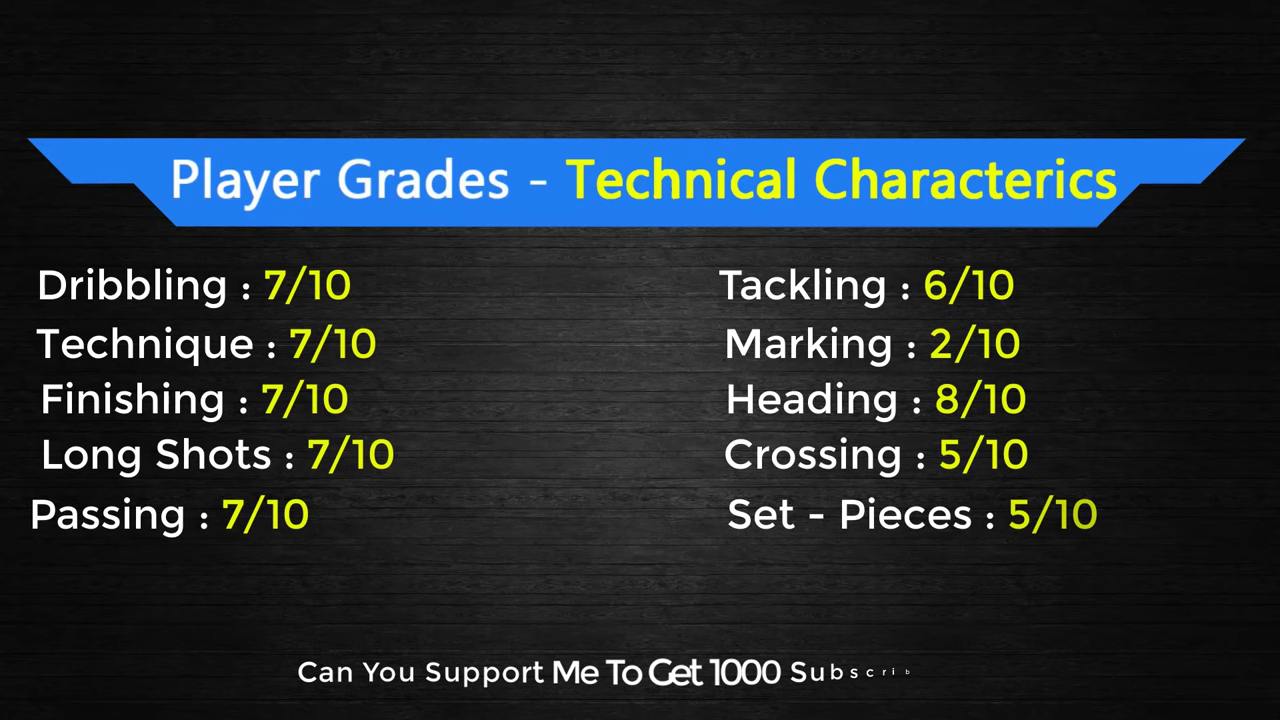 Player Grades - Technical Characterics
Dribbling : 7/10
Technique : 7/10
Finishing : 7/10
Long Shots : 7/10
Passing : 7/10
Tackling : 6/10
Marking : 2/10
Heading : 8/10
Crossing : 5/10
Set - Pieces : 5/10
Can You Support Me To Get 1000 Subscrib